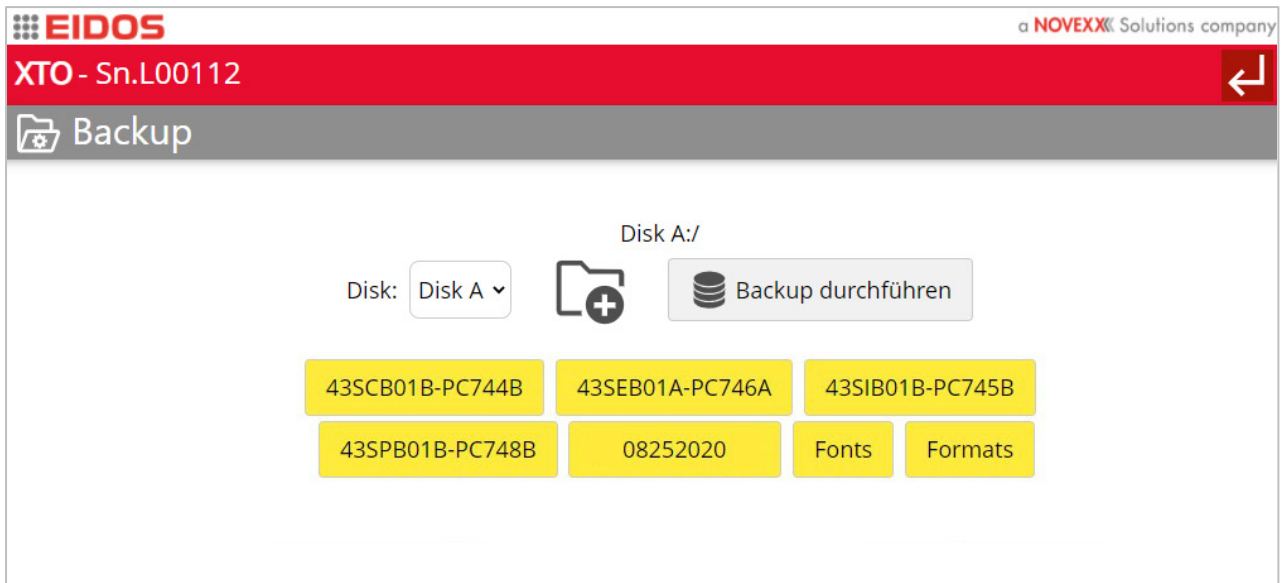 EIDOS
a NOVEXX Solutions company
XTO - Sn.L00112
Backup
Disk A:/
Disk: Disk A Backup durchführen
43SCB01B-PC744B 43SEB01A-PC746A 43SIB01B-PC745B
43SPB01B-PC748B 08252020 Fonts Formats